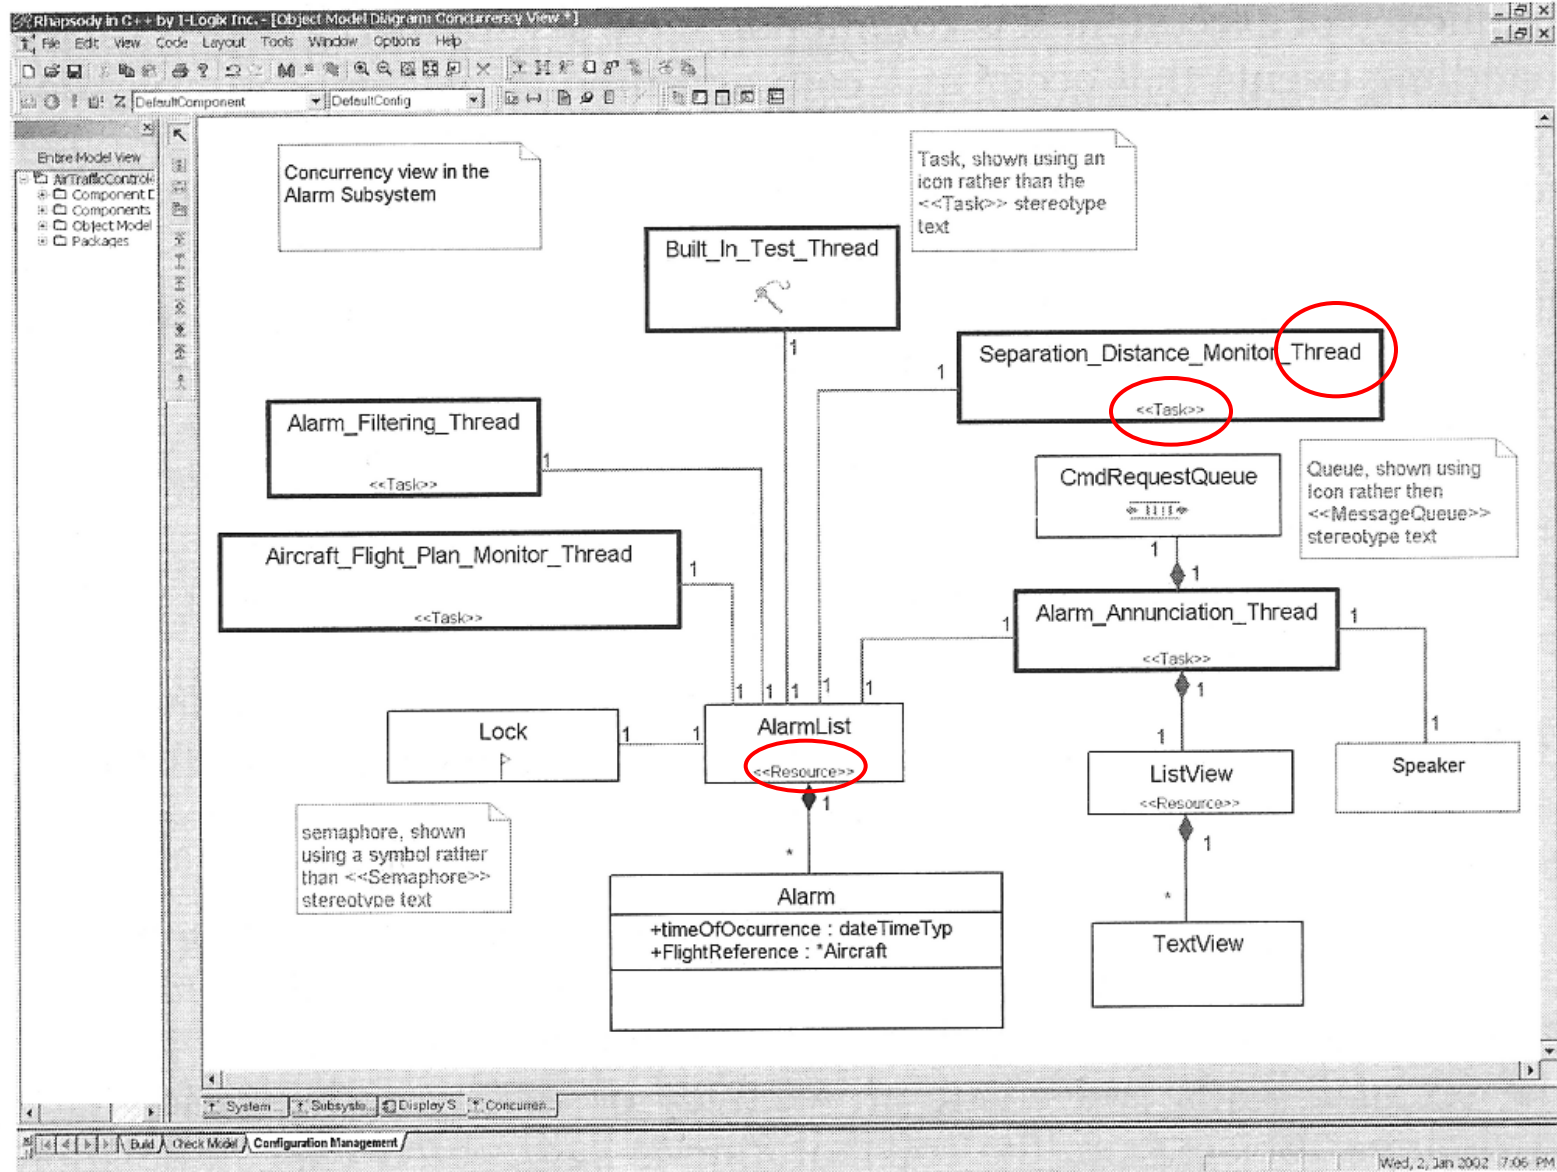 Rhapsody in C++ by I-Logix Inc. - [Object Model Diagram: Concurrency View *]
File Edit View Code Layout Tools Window Options Help
DefaultComponent DefaultConfig
Entire Model View
AirTrafficControl
Component D
Components
Object Model
Packages
Concurrency view in the
Alarm Subsystem
Task, shown using an
icon rather than the
<<Task>> stereotype
text
Built_In_Test_Thread
1
Separation_Distance_Monitor_Thread
<<Task>>
1
Alarm_Filtering_Thread
<<Task>>
1
CmdRequestQueue
1
Queue, shown using
icon rather then
<<MessageQueue>>
stereotype text
Aircraft_Flight_Plan_Monitor_Thread
<<Task>>
1
1
Alarm_Annunciation_Thread
<<Task>>
1
1
1
1 1 1 1 1
Lock
1
1
AlarmList
<<Resource>>
1
1
ListView
<<Resource>>
1
1
Speaker
semaphore, shown
using a symbol rather
than <<Semaphore>>
stereotype text
*
Alarm
+timeOfOccurrence : dateTimeTyp
+FlightReference : *Aircraft
*
TextView
System Subsyste Display S Concurren
Build Check Model Configuration Management
Wed, 2, Jan 2002 7:06 PM